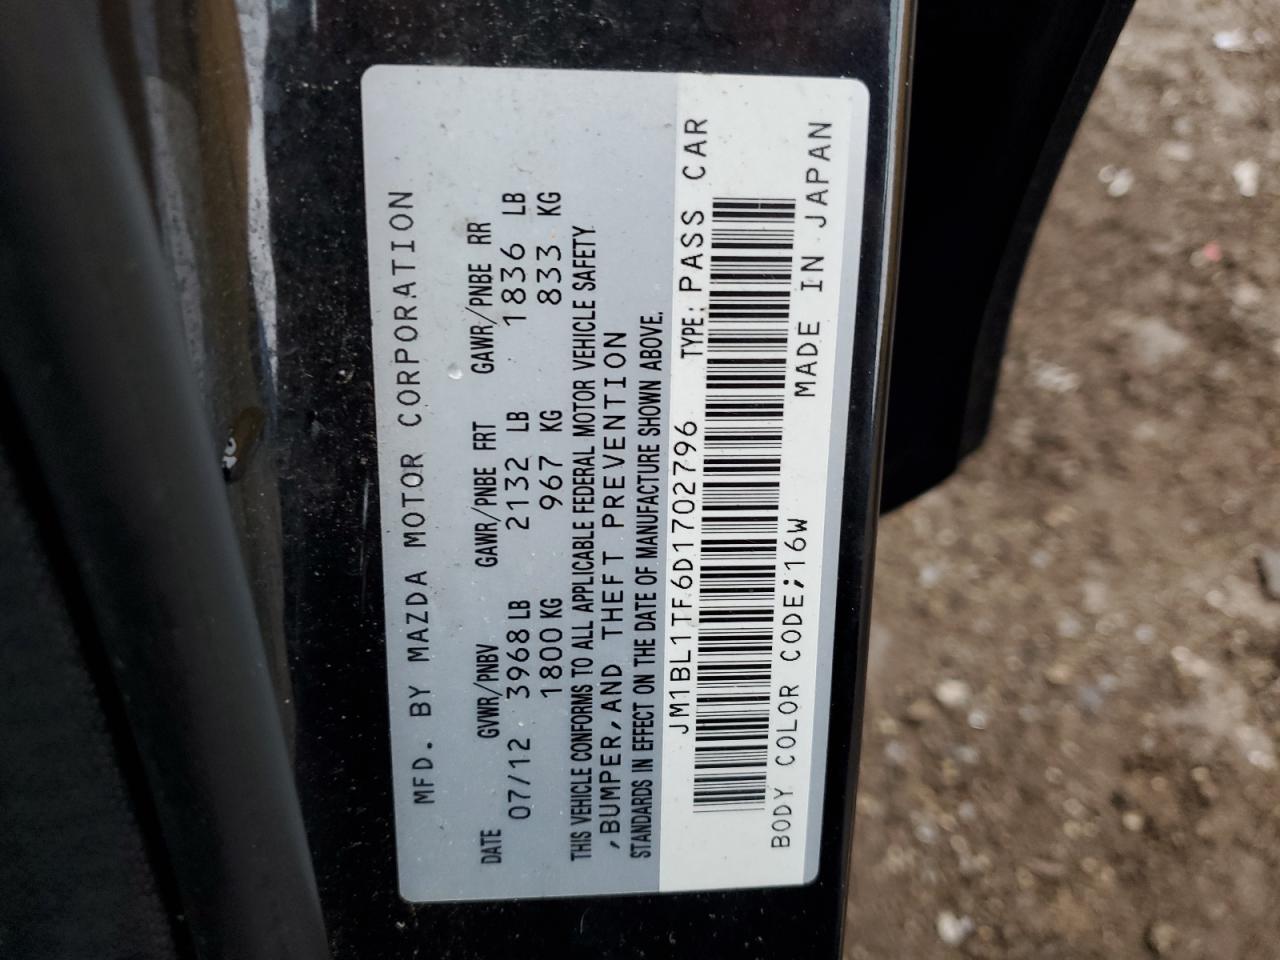 MFD. BY MAZDA MOTOR CORPORATION
DATE GVWR/PNBV GAWR/PNBE FRT GAWR/PNBE RR
07/12 3968 LB 2132 LB 1836 LB
1800 KG 967 KG 833 KG
THIS VEHICLE CONFORMS TO ALL APPLICABLE FEDERAL MOTOR VEHICLE SAFETY
,BUMPER,AND THEFT PREVENTION
STANDARDS IN EFFECT ON THE DATE OF MANUFACTURE SHOWN ABOVE.
JM1BL1TF6D1702796 TYPE: PASS CAR
BODY COLOR CODE;16W MADE IN JAPAN